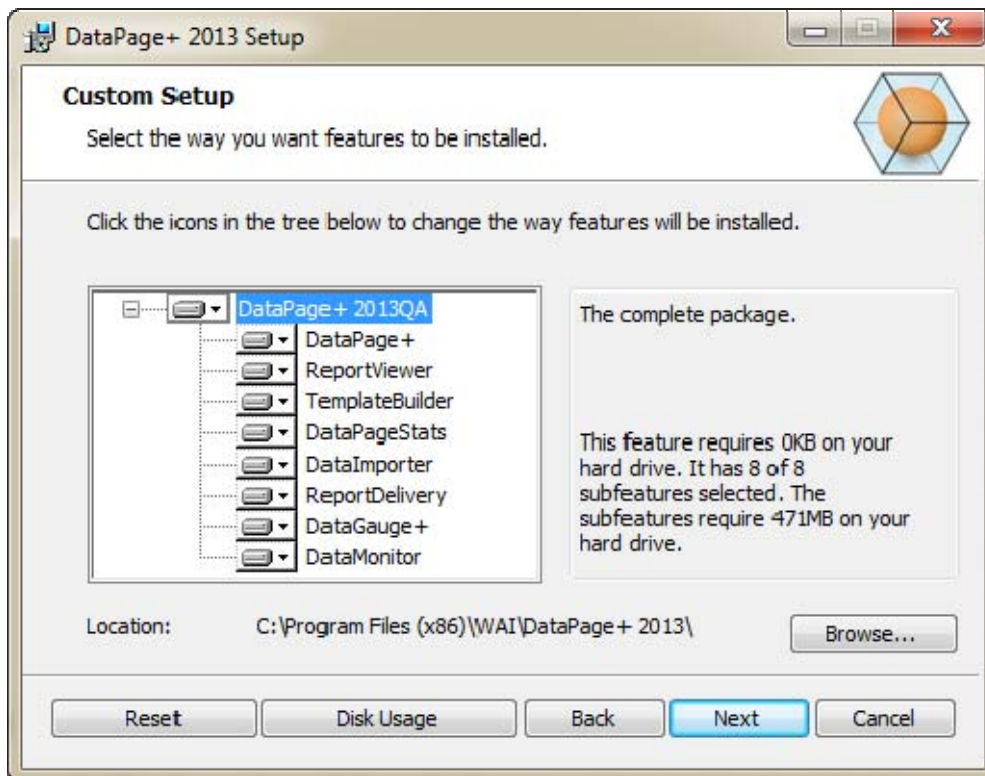 DataPage+ 2013 Setup
Custom Setup
Select the way you want features to be installed.
Click the icons in the tree below to change the way features will be installed.
DataPage+ 2013QA
DataPage+
ReportViewer
TemplateBuilder
DataPageStats
DataImporter
ReportDelivery
DataGauge+
DataMonitor
The complete package.
This feature requires 0KB on your
hard drive. It has 8 of 8
subfeatures selected. The
subfeatures require 471MB on your
hard drive.
Location: C:\Program Files (x86)\WAI\DataPage+ 2013\
Browse...
Reset Disk Usage Back Next Cancel